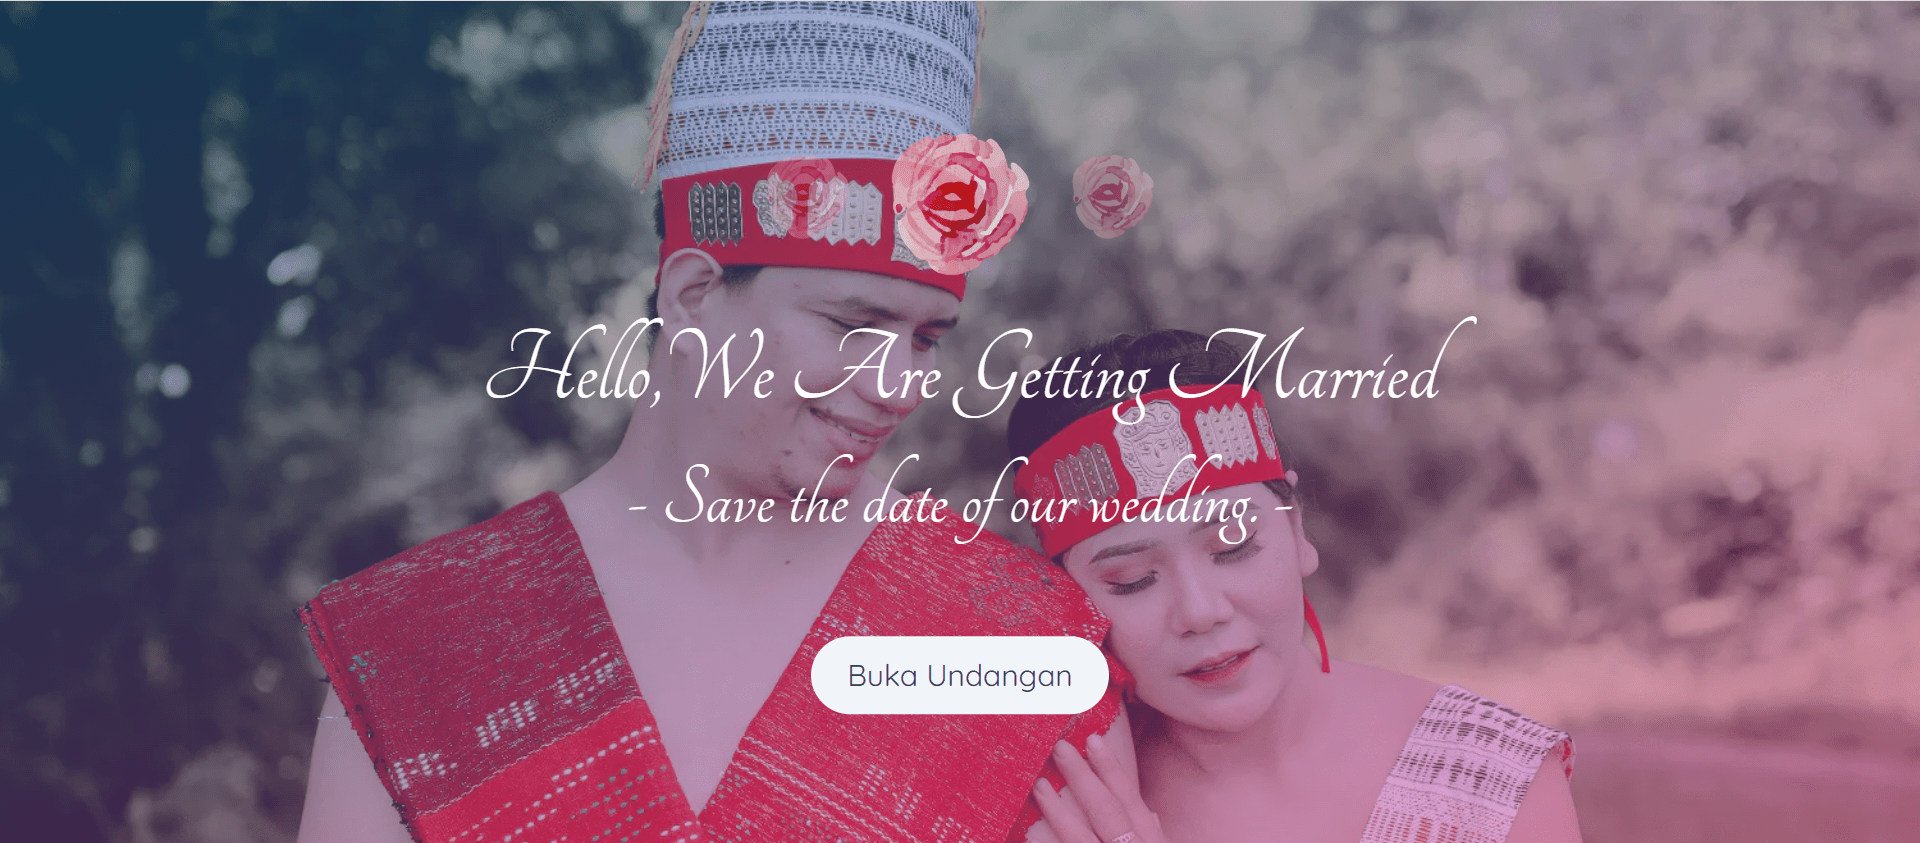 Hello, We Are Getting Married
- Save the date of our wedding. -
Buka Undangan